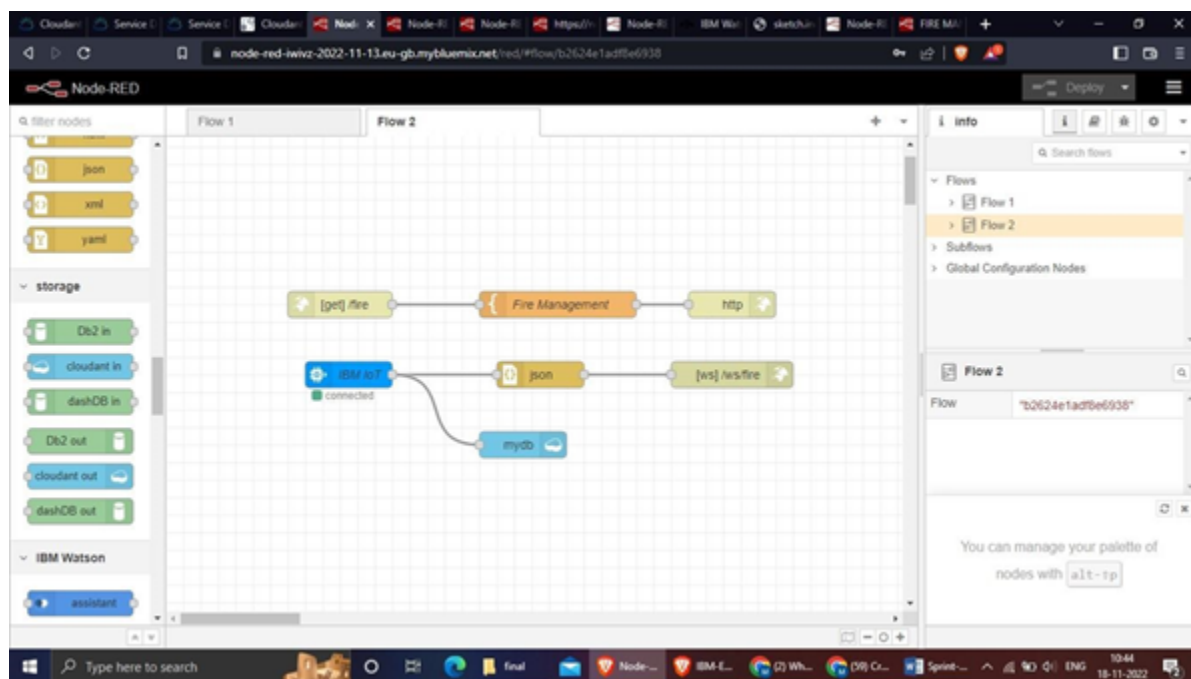 Cloudant
Service
Service
Cloudant
Node-
Node-R
Node-R
https://
Node-R
IBM Wat
sketch.in
Node-R
FIRE MA
node-red-iwivz-2022-11-13.eu-gb.mybluemix.net/red/#flow/b2624e1adf8e6938
Node-RED
Deploy
filter nodes
Flow 1
Flow 2
info
Search flows
json
xml
yaml
storage
Db2 in
cloudant in
dashDB in
Db2 out
cloudant out
dashDB out
IBM Watson
assistant
[get] /fire
Fire Management
http
IBM IoT
connected
json
[ws] /ws/fire
mydb
Flows
Flow 1
Flow 2
Subflows
Global Configuration Nodes
Flow 2
Flow
"b2624e1adf8e6938"
You can manage your palette of
nodes with alt-⇧p
Type here to search
final
Node-...
IBM-E...
(2) Wh...
(59) Cr...
Sprint-...
ENG
10:44
18-11-2022